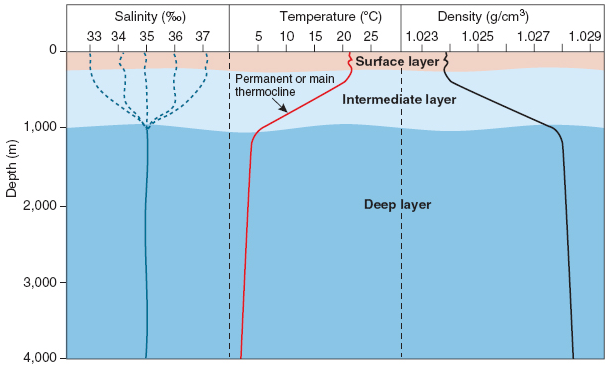 Salinity (‰) Temperature (°C) Density (g/cm³)
33 34 35 36 37 5 10 15 20 25 1.023 1.025 1.027 1.029
0
Surface layer
Permanent or main
thermocline
Intermediate layer
1,000
Depth (m)
2,000
Deep layer
3,000
4,000